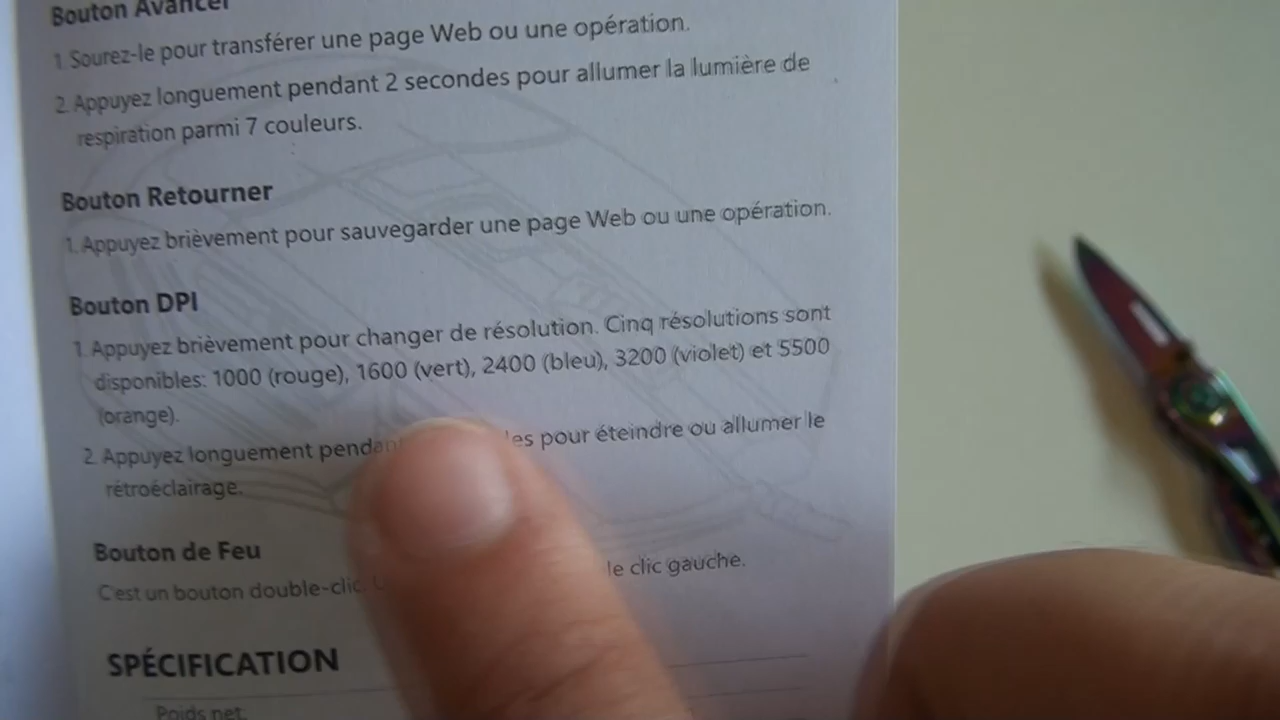 Bouton Avancer
1. Sourez-le pour transférer une page Web ou une opération.
2. Appuyez longuement pendant 2 secondes pour allumer la lumière de
respiration parmi 7 couleurs.
Bouton Retourner
1. Appuyez brièvement pour sauvegarder une page Web ou une opération.
Bouton DPI
1. Appuyez brièvement pour changer de résolution. Cinq résolutions sont
disponibles: 1000 (rouge), 1600 (vert), 2400 (bleu), 3200 (violet) et 5500
(orange).
2. Appuyez longuement pendant pour éteindre ou allumer le
rétroéclairage.
Bouton de Feu
C'est un bouton double-clic. le clic gauche.
SPÉCIFICATION
Poids net: